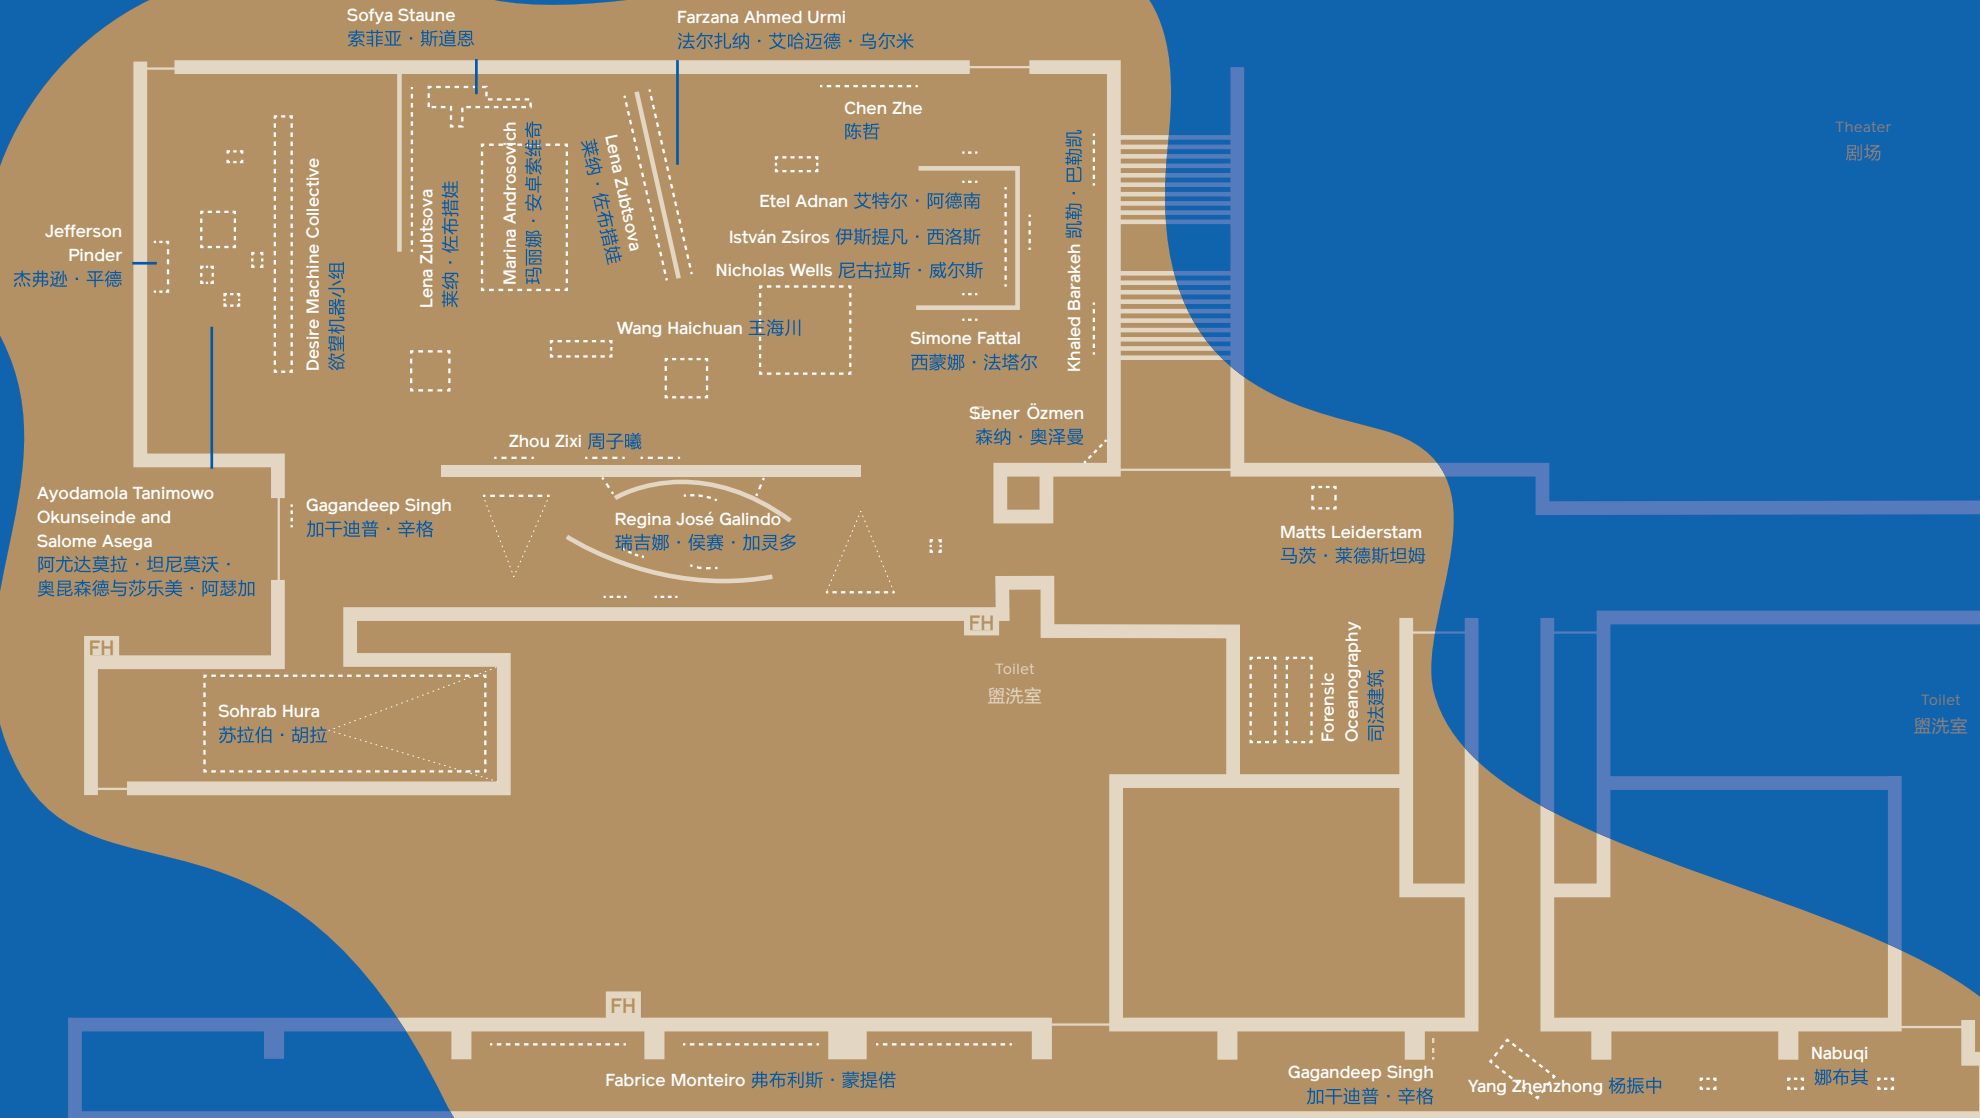 Sofya Staune
索菲亚·斯道恩
Farzana Ahmed Urmi
法尔扎纳·艾哈迈德·乌尔米
Chen Zhe
陈哲
Theater
剧场
Jefferson
Pinder
杰弗逊·平德
Desire Machine Collective
欲望机器小组
Lena Zubtsova
莱纳·佐布措娃
Marina Androsovich
玛丽娜·安卓索维奇
Lena Zubtsova
莱纳·佐布措娃
Etel Adnan 艾特尔·阿德南
István Zsíros 伊斯提凡·西洛斯
Nicholas Wells 尼古拉斯·威尔斯
Khaled Barakeh 凯勒·巴勒凯
Wang Haichuan 王海川
Simone Fattal
西蒙娜·法塔尔
Sener Özmen
森纳·奥泽曼
Zhou Zixi 周子曦
Ayodamola Tanimowo
Okunseinde and
Salome Asega
阿尤达莫拉·坦尼莫沃·
奥昆森德与莎乐美·阿瑟加
Gagandeep Singh
加干迪普·辛格
Regina José Galindo
瑞吉娜·侯赛·加灵多
Matts Leiderstam
马茨·莱德斯坦姆
FH
FH
Toilet
盥洗室
Forensic
Oceanography
司法建筑
Toilet
盥洗室
Sohrab Hura
苏拉伯·胡拉
FH
Fabrice Monteiro 弗布利斯·蒙提偌
Gagandeep Singh
加干迪普·辛格
Yang Zhenzhong 杨振中
Nabuqi
娜布其